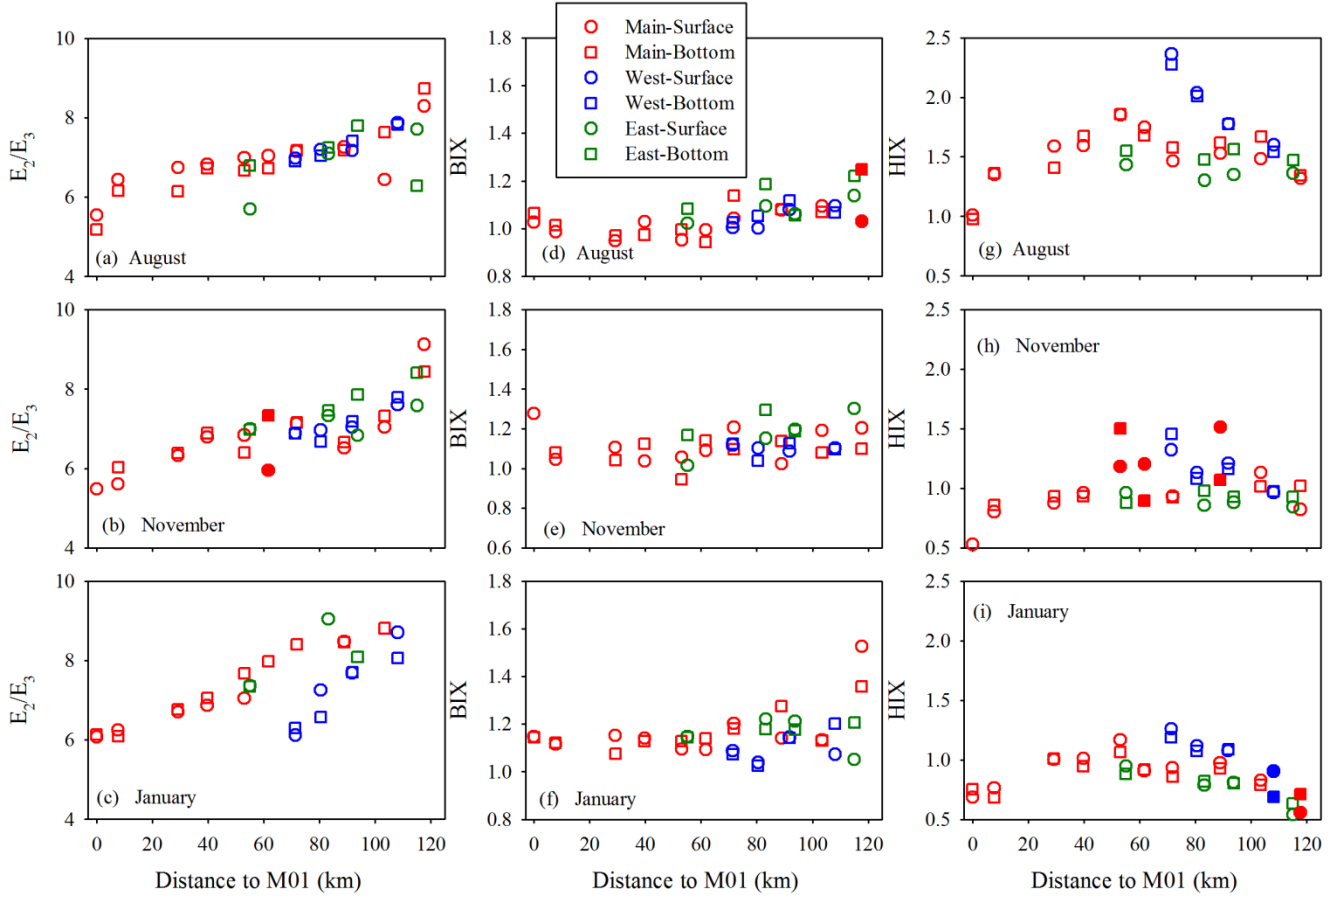 Main-Surface
Main-Bottom
West-Surface
West-Bottom
East-Surface
East-Bottom
10
8
6
4
E2/E3
(a) August
1.8
1.6
1.4
1.2
1.0
0.8
BIX
(d) August
2.5
2.0
1.5
1.0
0.5
HIX
(g) August
10
8
6
4
E2/E3
(b) November
1.8
1.6
1.4
1.2
1.0
0.8
0.6
BIX
(e) November
2.5
2.0
1.5
1.0
0.5
HIX
(h) November
10
8
6
4
E2/E3
(c) January
0 20 40 60 80 100 120
Distance to M01 (km)
1.8
1.6
1.4
1.2
1.0
0.8
BIX
(f) January
0 20 40 60 80 100 120
Distance to M01 (km)
2.5
2.0
1.5
1.0
0.5
HIX
(i) January
0 20 40 60 80 100 120
Distance to M01 (km)